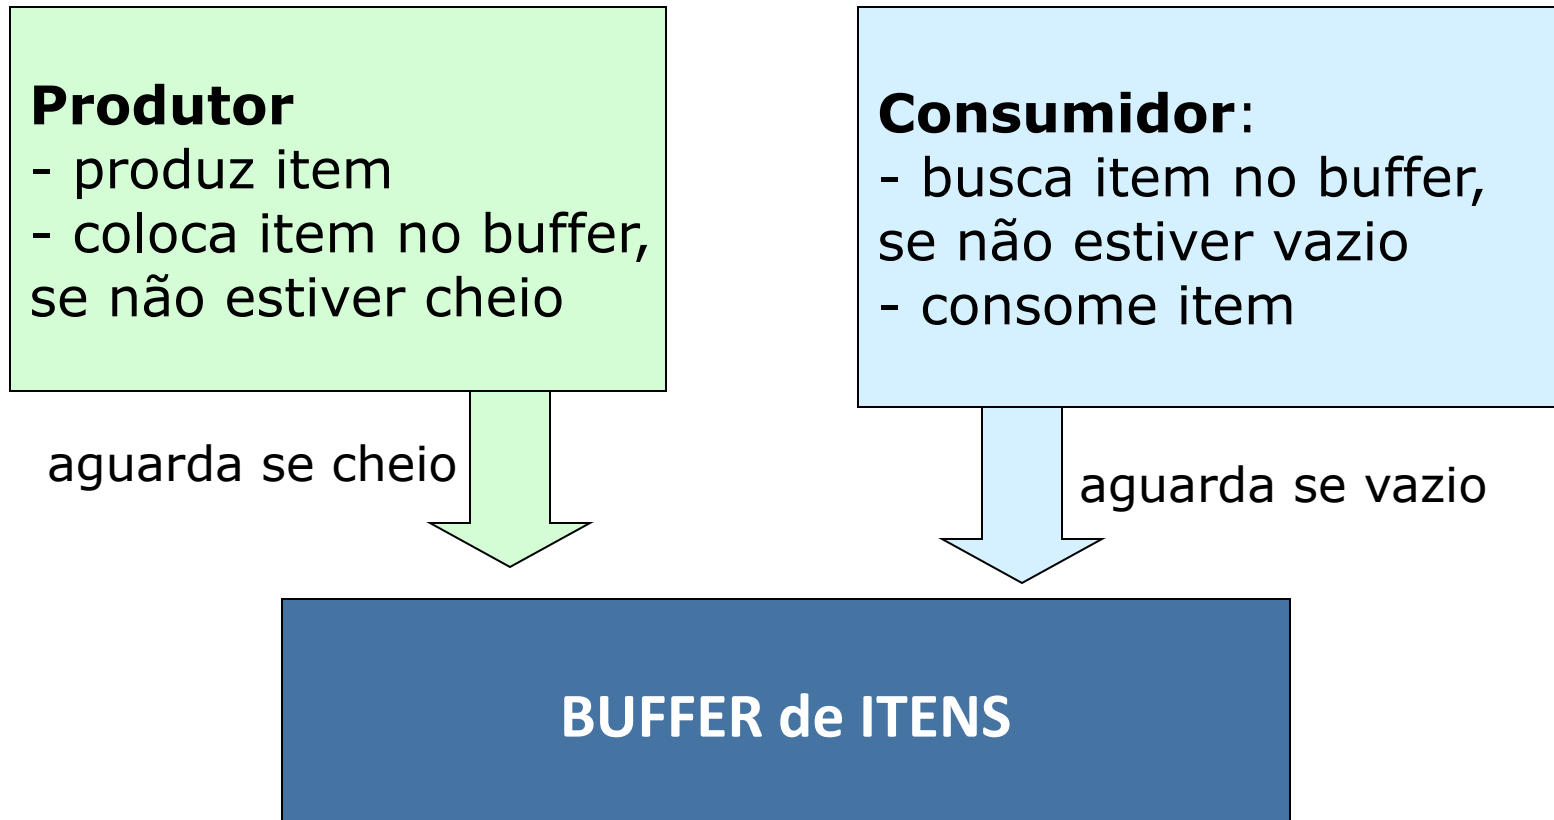 Produtor
- produz item
- coloca item no buffer,
se não estiver cheio
Consumidor:
- busca item no buffer,
se não estiver vazio
- consome item
aguarda se cheio
aguarda se vazio
BUFFER de ITENS